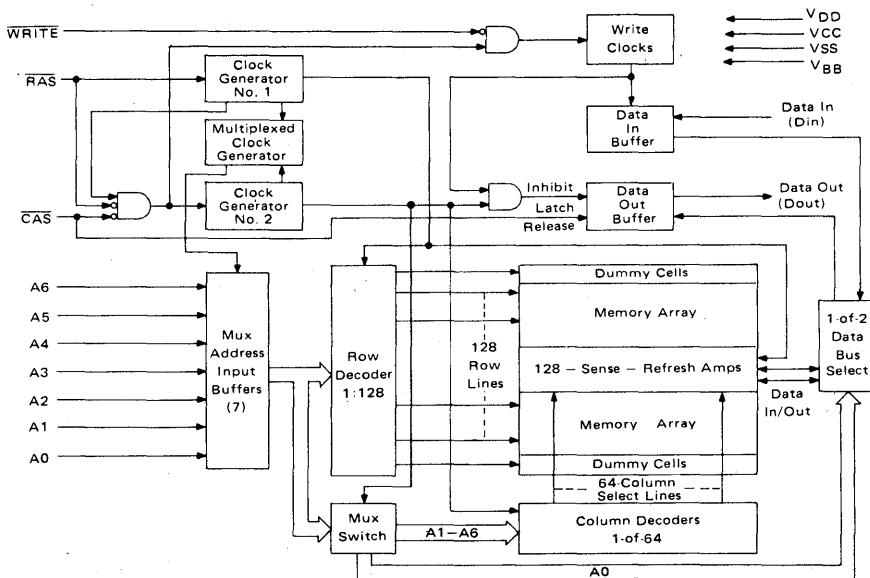 WRITE
RAS
CAS
Clock
Generator
No. 1
Multiplexed
Clock
Generator
Clock
Generator
No. 2
Write
Clocks
VDD
VCC
VSS
VBB
Data
In
Buffer
Data In
(Din)
Inhibit
Latch
Release
Data
Out
Buffer
Data Out
(Dout)
A6
A5
A4
A3
A2
A1
A0
Mux
Address
Input
Buffers
(7)
Row
Decoder
1:128
128
Row
Lines
Dummy Cells
Memory Array
128 – Sense – Refresh Amps
Memory Array
Dummy Cells
1-of-2
Data
Bus
Select
Data
In/Out
64-Column
Select Lines
Mux
Switch
A1–A6
Column Decoders
1-of-64
A0